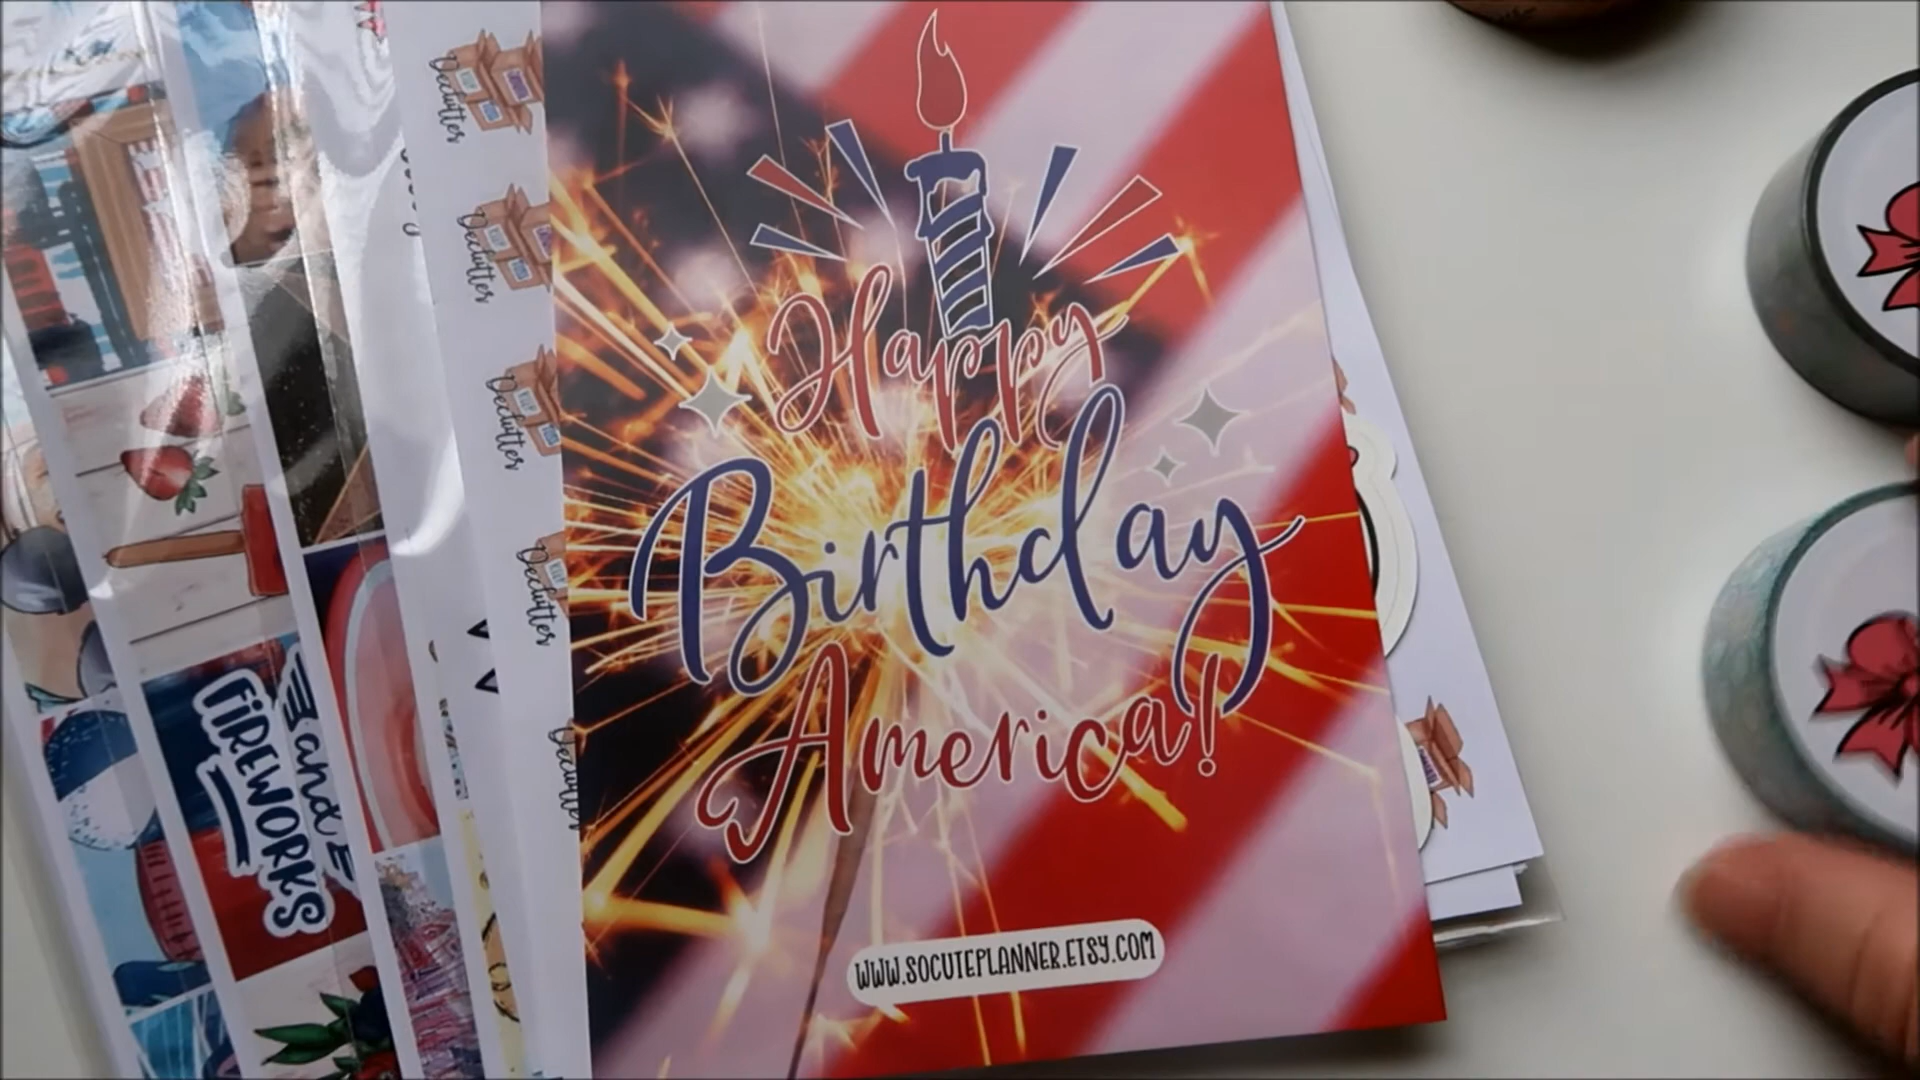 Happy
Birthday
America!
WWW.SOCUTEPLANNER.ETSY.COM
Declutter
Declutter
Declutter
Declutter
Declutter
and
FIREWORKS